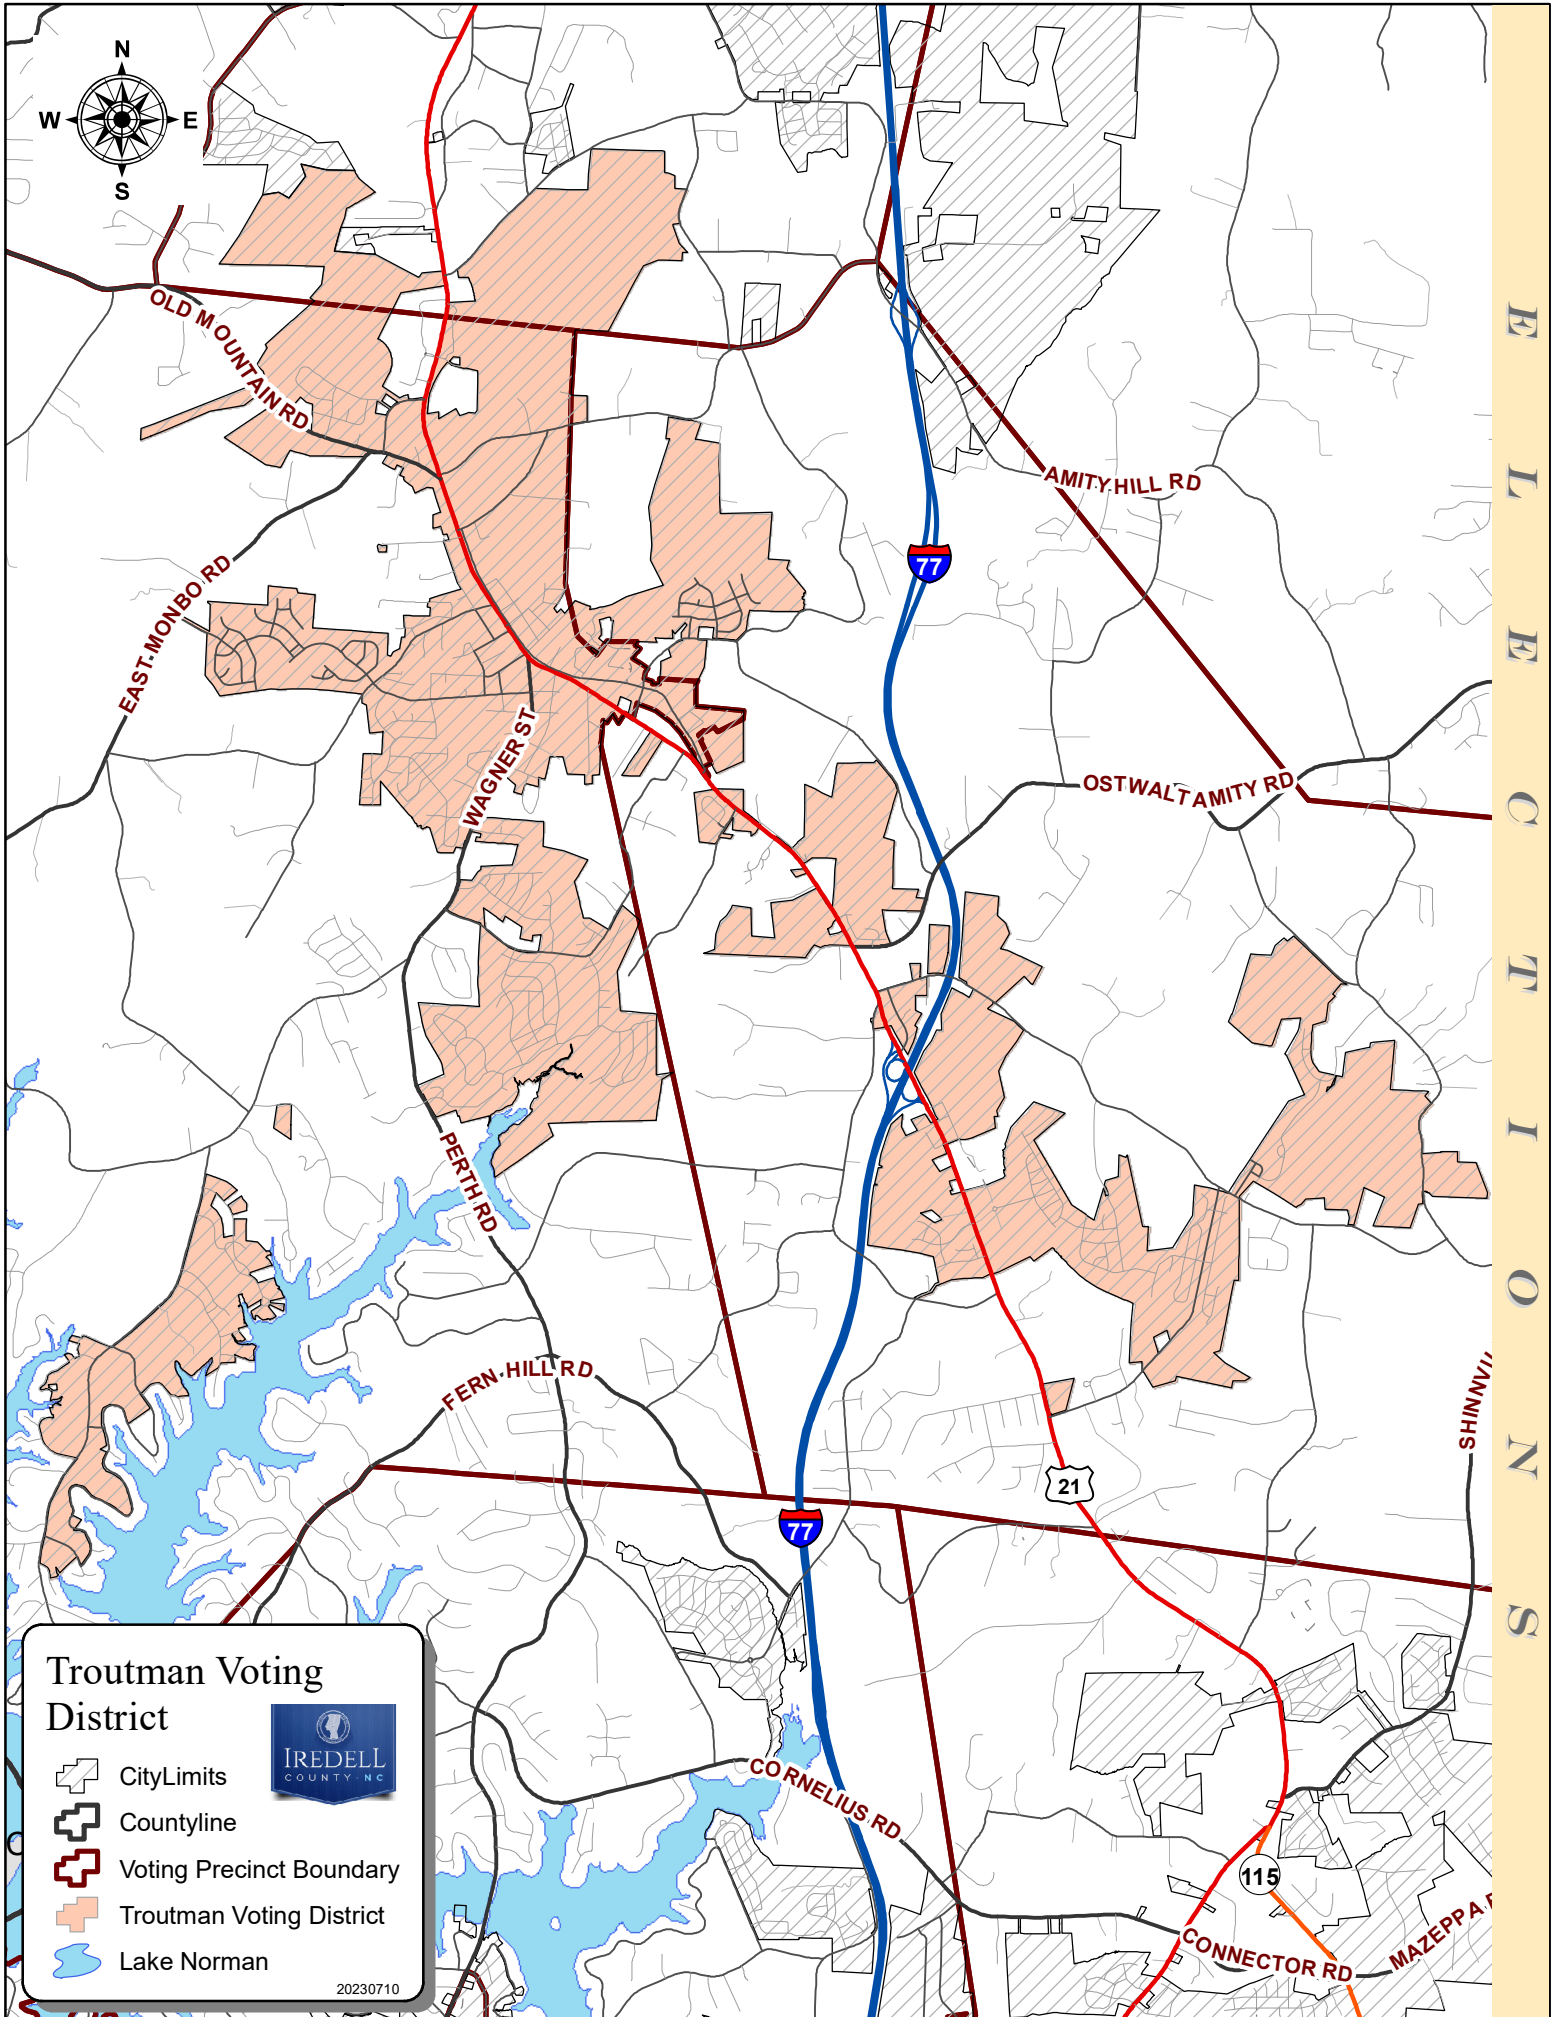 N
W E
S
OLD MOUNTAIN RD
AMITY HILL RD
77
EAST MONBO RD
WAGNER ST
OSTWALT AMITY RD
PERTH RD
FERN HILL RD
SHINNVI
21
77
CORNELIUS RD
115
CONNECTOR RD
MAZEPPA
ELECTIONS
Troutman Voting
District
IREDELL
COUNTY NC
CityLimits
Countyline
Voting Precinct Boundary
Troutman Voting District
Lake Norman
20230710